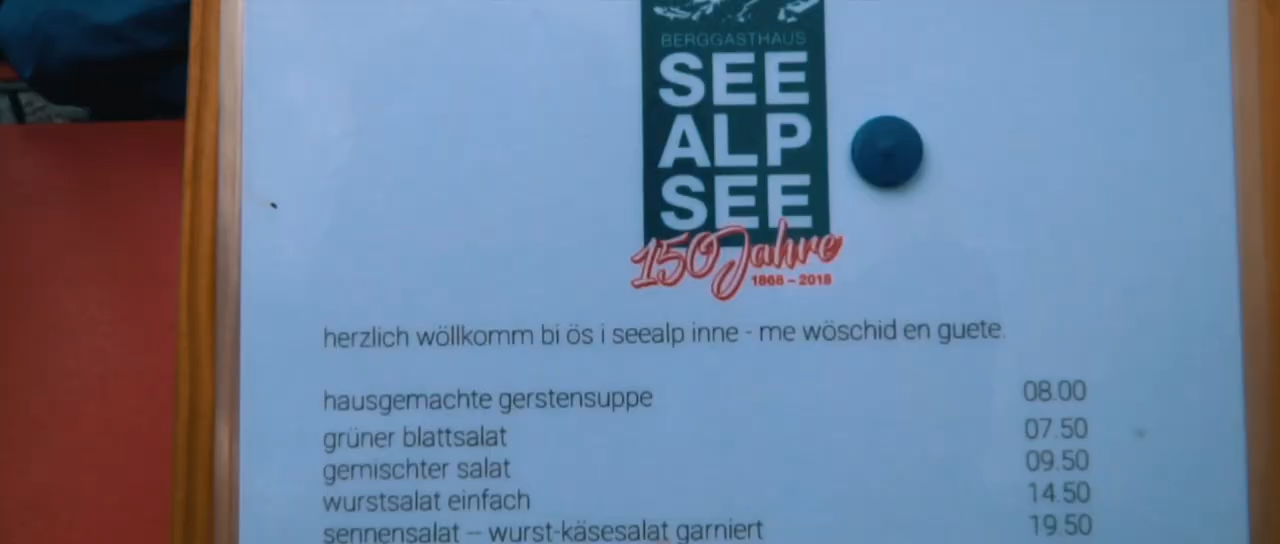 BERGGASTHAUS
SEE
ALP
SEE
150 Jahre
1868 – 2018
herzlich wöllkomm bi ös i seealp inne - me wöschid en guete.
hausgemachte gerstensuppe 08.00
grüner blattsalat 07.50
gemischter salat 09.50
wurstsalat einfach 14.50
sennensalat – wurst-käsesalat garniert 19.50